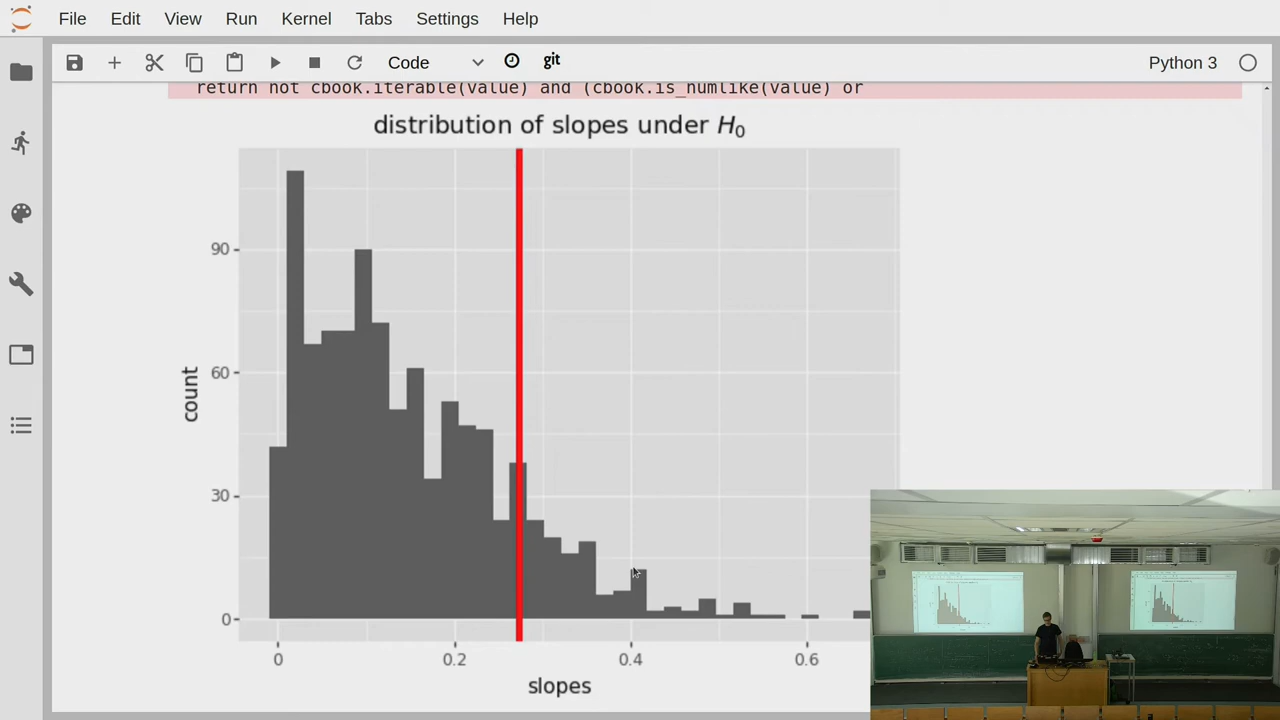 File Edit View Run Kernel Tabs Settings Help
Code git Python 3
return not cbook.iterable(value) and (cbook.is_numlike(value) or
distribution of slopes under H₀
90
60
30
0
count
0 0.2 0.4 0.6
slopes